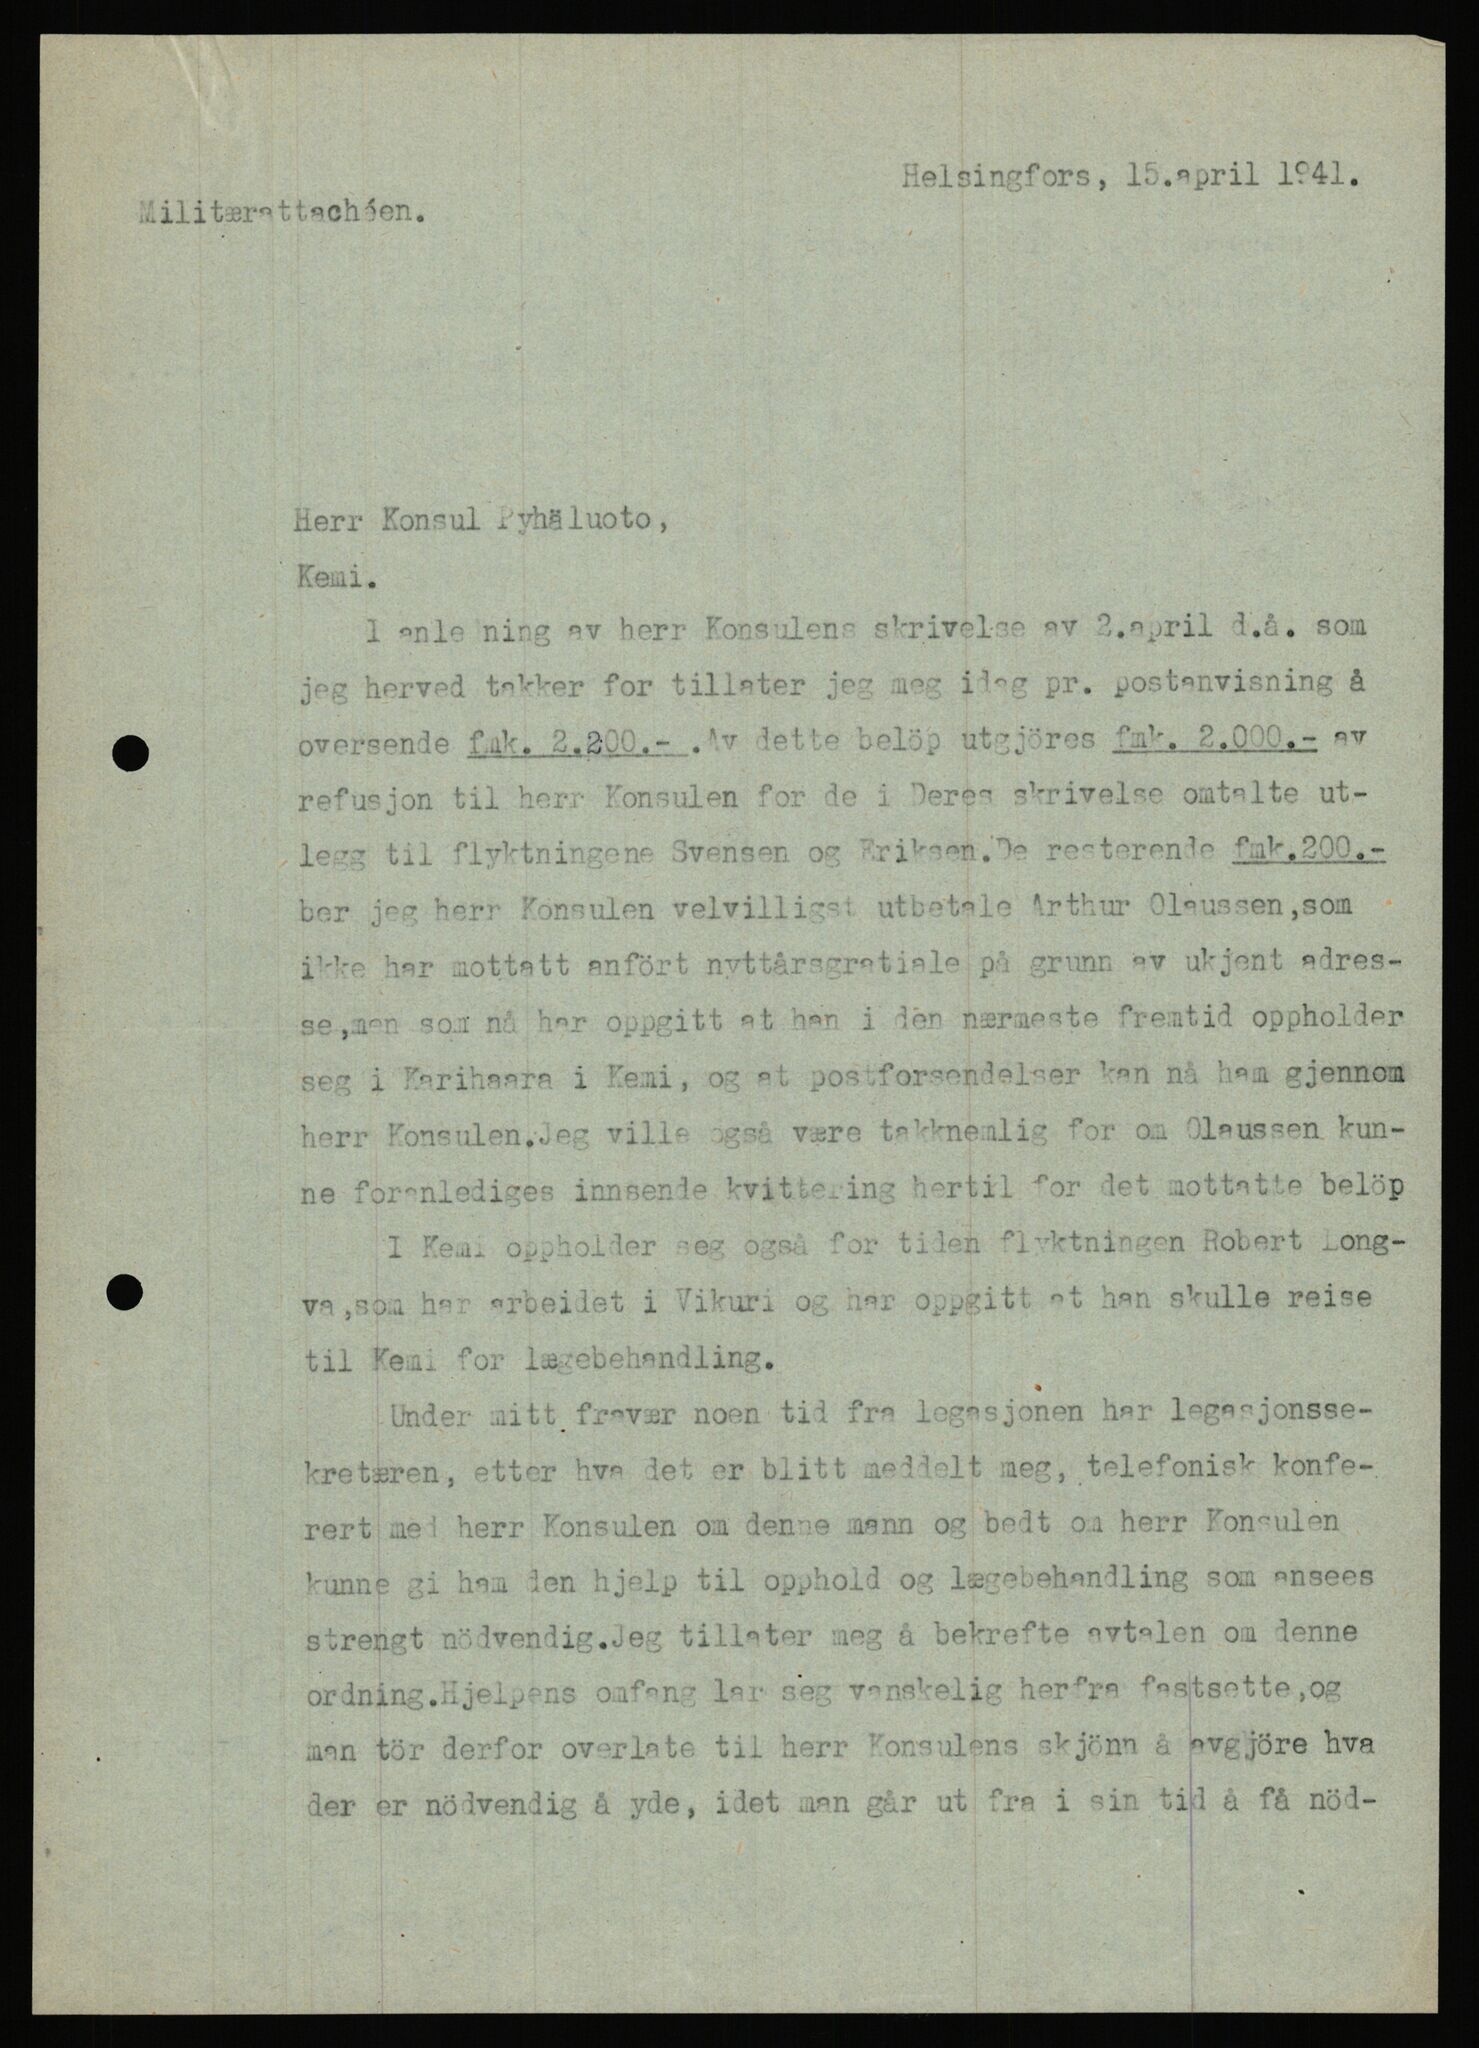 Helsingfors, 15.april 1941.
Militærattachéen.
Herr Konsul Pyhäluoto,
Kemi.
I anle ning av herr Konsulens skrivelse av 2.april d.å. som
jeg herved takker for tillater jeg meg idag pr. postanvisning å
oversende fmk. 2.200.- .Av dette belöp utgjöres fmk. 2.000.- av
refusjon til herr Konsulen for de i Deres skrivelse omtalte ut-
legg til flyktningene Svensen og Eriksen.De resterende fmk.200.-
ber jeg herr Konsulen velvilligst utbetale Arthur Olaussen,som
ikke har mottatt anfört nyttårsgratiale på grunn av ukjent adres-
se,men som nå har oppgitt at han i den nærmeste fremtid oppholder
seg i Karihaara i Kemi, og at postforsendelser kan nå ham gjennom
herr Konsulen.Jeg ville også være takknemlig for om Olaussen kun-
ne foranlediges innsende kvittering hertil for det mottatte belöp
I Kemi oppholder seg også for tiden flyktningen Robert Long-
va,som har arbeidet i Vikuri og har oppgitt at han skulle reise
til Kemi for lægebehandling.
Under mitt fravær noen tid fra legasjonen har legasjonsse-
kretæren, etter hva det er blitt meddelt meg, telefonisk konfe-
rert med herr Konsulen om denne mann og bedt om herr Konsulen
kunne gi ham den hjelp til opphold og lægebehandling som ansees
strengt nödvendig.Jeg tillater meg å bekrefte avtalen om denne
ordning.Hjelpens omfang lar seg vanskelig herfra fastsette,og
man tör derfor overlate til herr Konsulens skjönn å avgjöre hva
der er nödvendig å yde, idet man går ut fra i sin tid å få nöd-